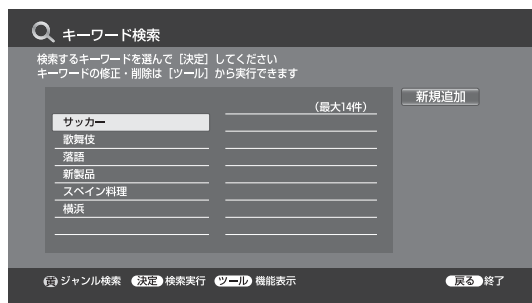 キーワード検索
検索するキーワードを選んで［決定］してください
キーワードの修正・削除は［ツール］から実行できます
（最大14件）
新規追加
サッカー
歌舞伎
落語
新製品
スペイン料理
横浜
黄 ジャンル検索 決定 検索実行 ツール 機能表示 戻る 終了